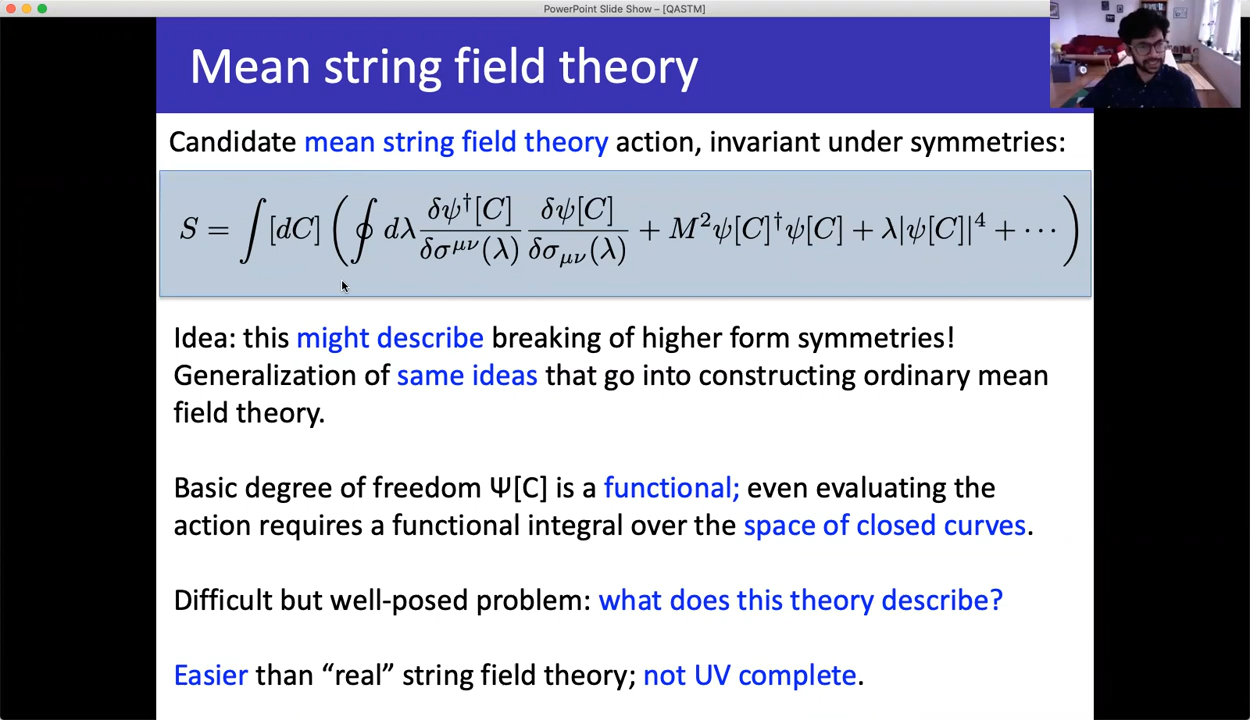 PowerPoint Slide Show – [QASTM]
Mean string field theory
Candidate mean string field theory action, invariant under symmetries:
S = ∫[dC] ( ∮ dλ δψ†[C]/δσ^{μν}(λ) δψ[C]/δσ_{μν}(λ) + M²ψ[C]†ψ[C] + λ|ψ[C]|⁴ + ⋯ )
Idea: this might describe breaking of higher form symmetries!
Generalization of same ideas that go into constructing ordinary mean
field theory.
Basic degree of freedom Ψ[C] is a functional; even evaluating the
action requires a functional integral over the space of closed curves.
Difficult but well-posed problem: what does this theory describe?
Easier than “real” string field theory; not UV complete.